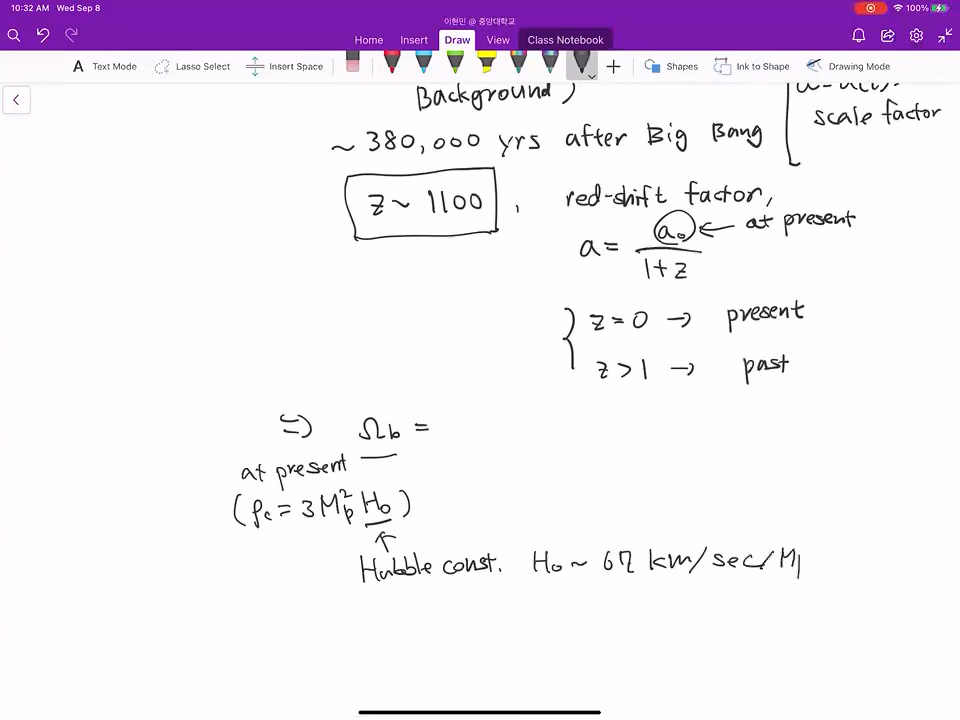 10:32 AM Wed Sep 8
100%
이현민 @ 중앙대학교
Home Insert Draw View Class Notebook
Text Mode Lasso Select Insert Space Shapes Ink to Shape Drawing Mode
Background)
scale factor
~ 380,000 yrs after Big Bang
z ~ 1100 , red-shift factor,
a = a₀ / 1+z ← at present
{ z = 0 → present
z > 1 → past
⇒ Ω_b =
at present
(ρ_c = 3 M_p² H₀)
↑
Hubble const. H₀ ~ 67 km/sec/M